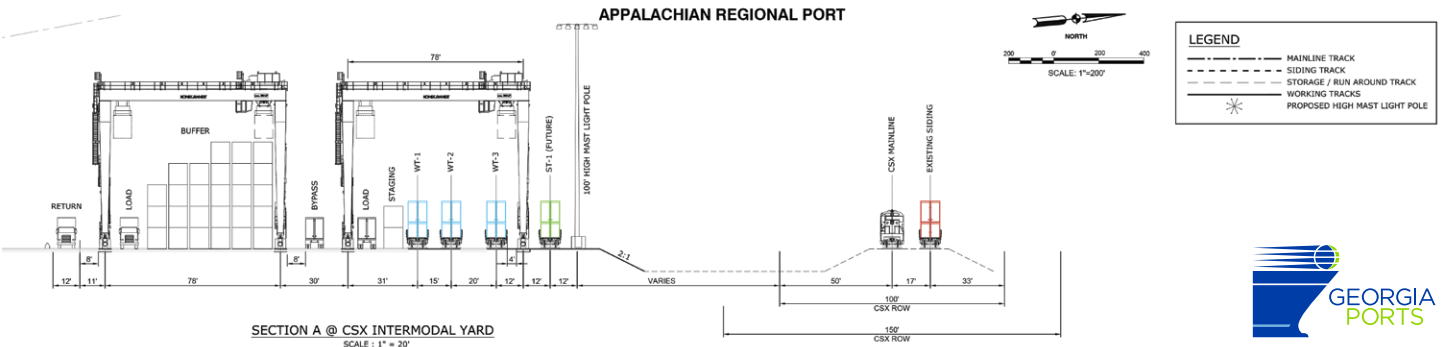 APPALACHIAN REGIONAL PORT
NORTH
200 0' 200 400
SCALE: 1"=200'
LEGEND
MAINLINE TRACK
SIDING TRACK
STORAGE / RUN AROUND TRACK
WORKING TRACKS
PROPOSED HIGH MAST LIGHT POLE
78'
KONECRANES
KONECRANES
BUFFER
RETURN
LOAD
BYPASS
LOAD
STAGING
WT-1
WT-2
WT-3
ST-1 (FUTURE)
100' HIGH MAST LIGHT POLE
CSX MAINLINE
EXISTING SIDING
8'
8'
4'
2:1
12' 11' 78' 30' 31' 15' 20' 12' 12' 12' VARIES 50' 17' 33'
100'
CSX ROW
150'
CSX ROW
SECTION A @ CSX INTERMODAL YARD
SCALE : 1" = 20'
GEORGIA
PORTS